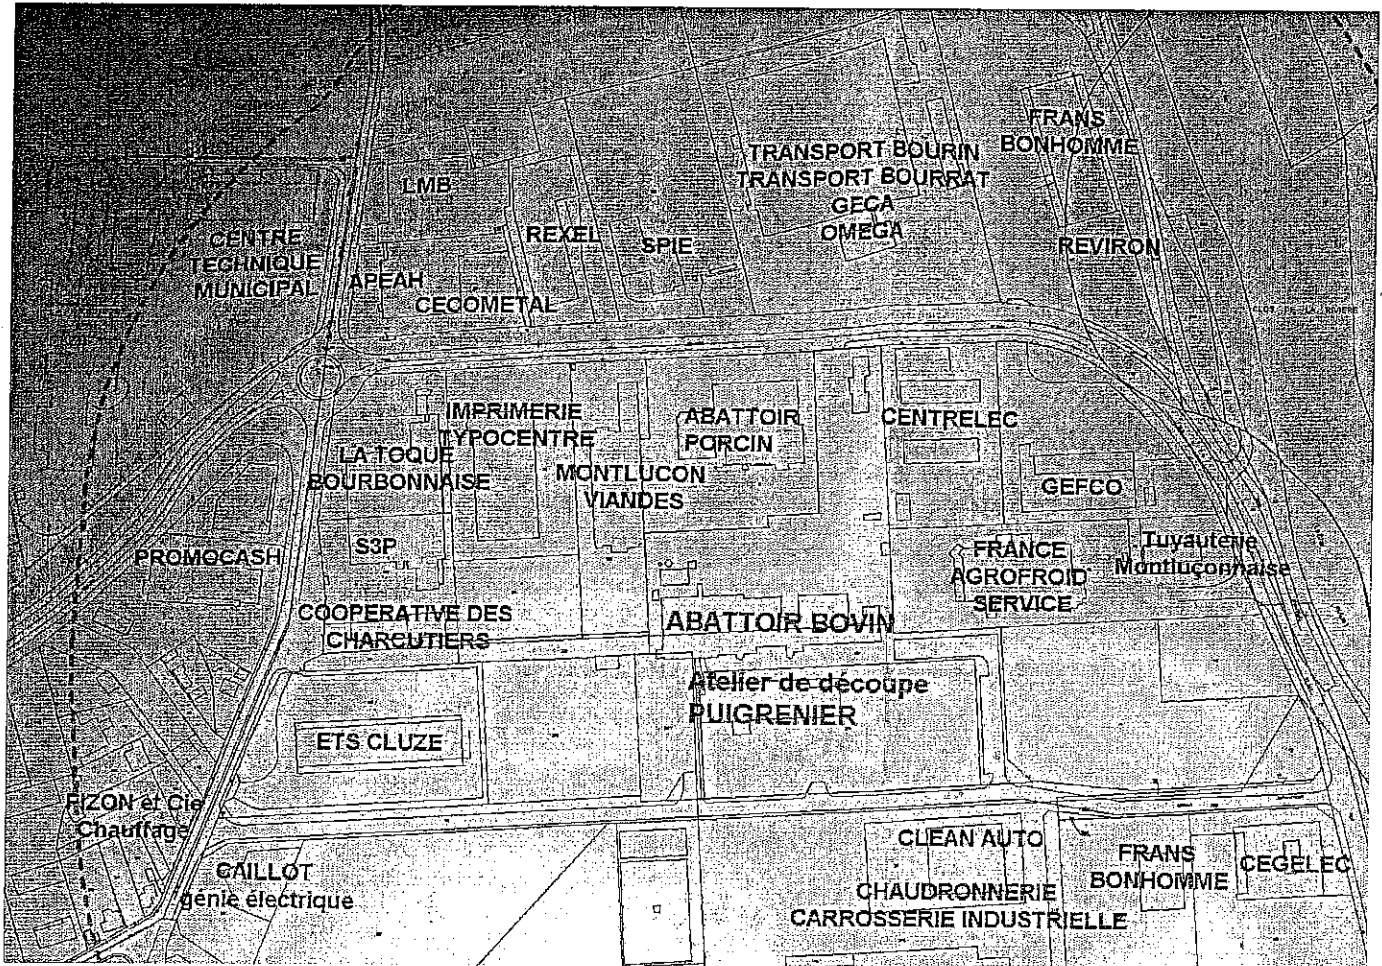 FRANS
BONHOMME
TRANSPORT BOURIN
TRANSPORT BOURRAT
GECA
OMEGA
LMB
REXEL
SPIE
REVIRON
CENTRE
TECHNIQUE
MUNICIPAL
APEAH
CECOMETAL
IMPRIMERIE
TYPOCENTRE
ABATTOIR
PORCIN
CENTRELEC
LA TOQUE
BOURBONNAISE
MONTLUCON
VIANDES
GEFCO
PROMOCASH
S3P
FRANCE
AGROFROID
SERVICE
Tuyauterie
Montluçonnaise
COOPERATIVE DES
CHARCUTIERS
ABATTOIR BOVIN
Atelier de découpe
PUIGRENIER
ETS CLUZE
FIZON et Cie
Chauffage
CAILLOT
génie électrique
CLEAN AUTO
CHAUDRONNERIE
CARROSSERIE INDUSTRIELLE
FRANS
BONHOMME
CEGELEC